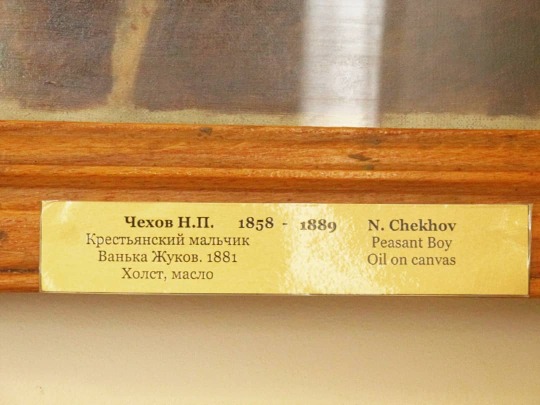 Чехов Н.П. 1858 - 1889 N. Chekhov
Крестьянский мальчик Peasant Boy
Ванька Жуков. 1881 Oil on canvas
Холст, масло